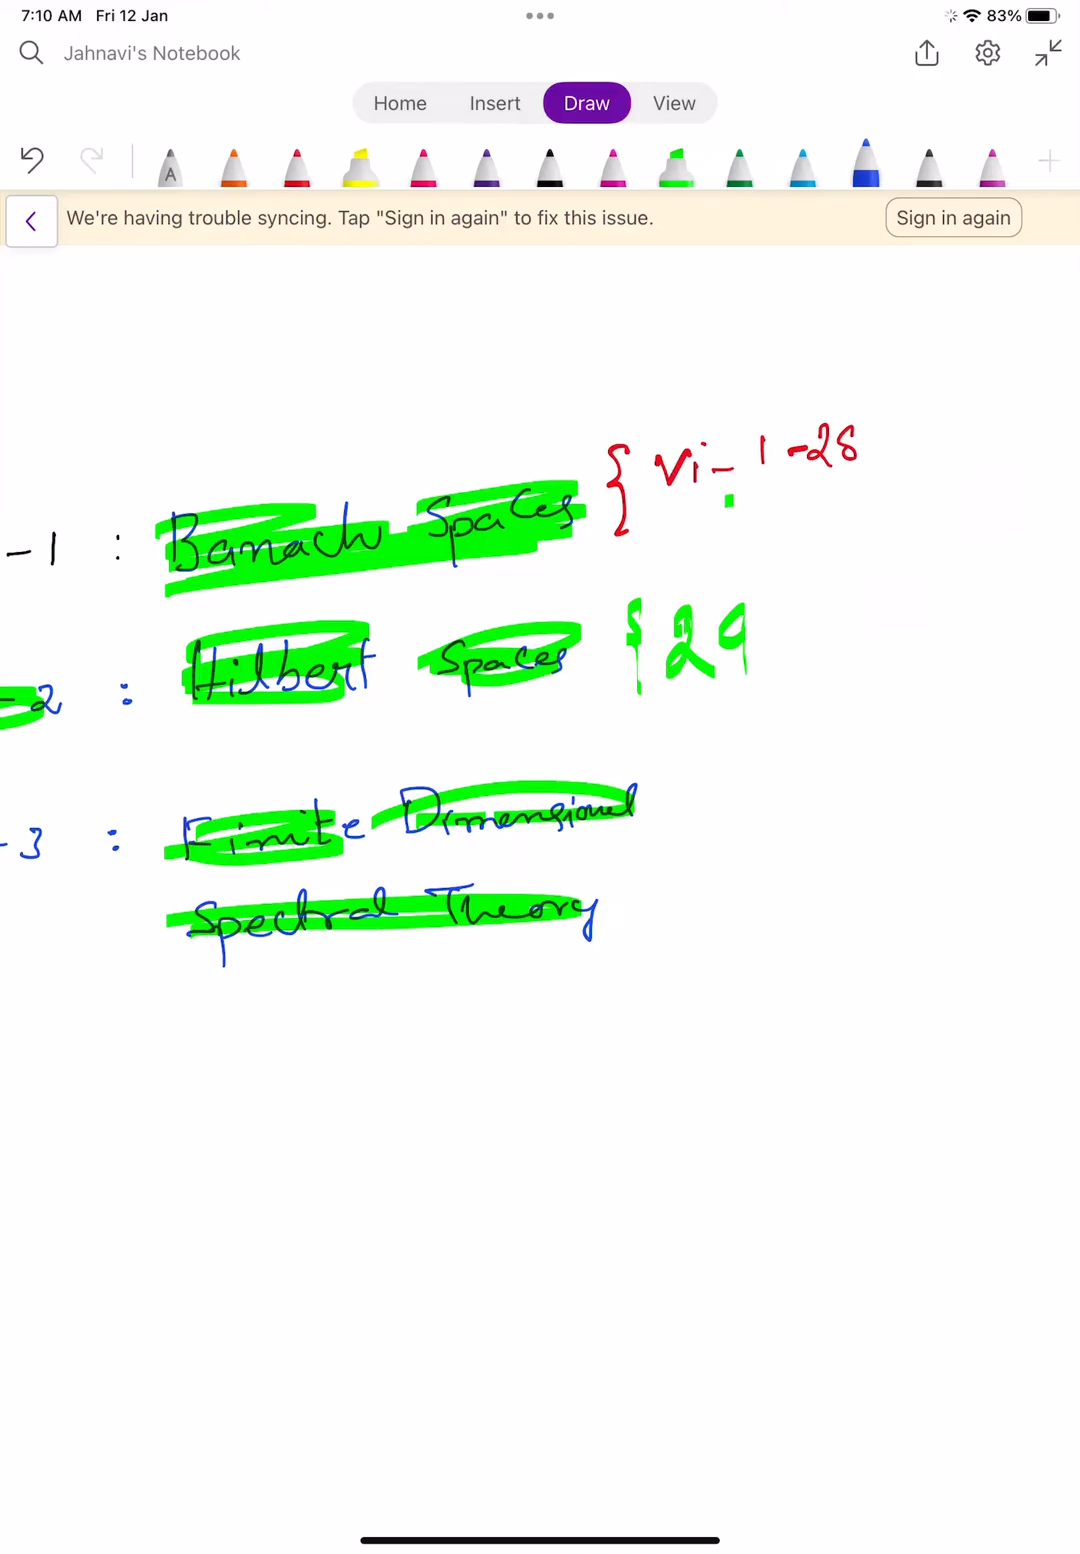 7:10 AM Fri 12 Jan 83%
Jahnavi's Notebook
Home Insert Draw View
A
We're having trouble syncing. Tap "Sign in again" to fix this issue. Sign in again
-1 : Banach Spaces { Vi- 1-28
-2 : Hilbert Spaces { 29
-3 : Finite Dimensional
Spectral Theory